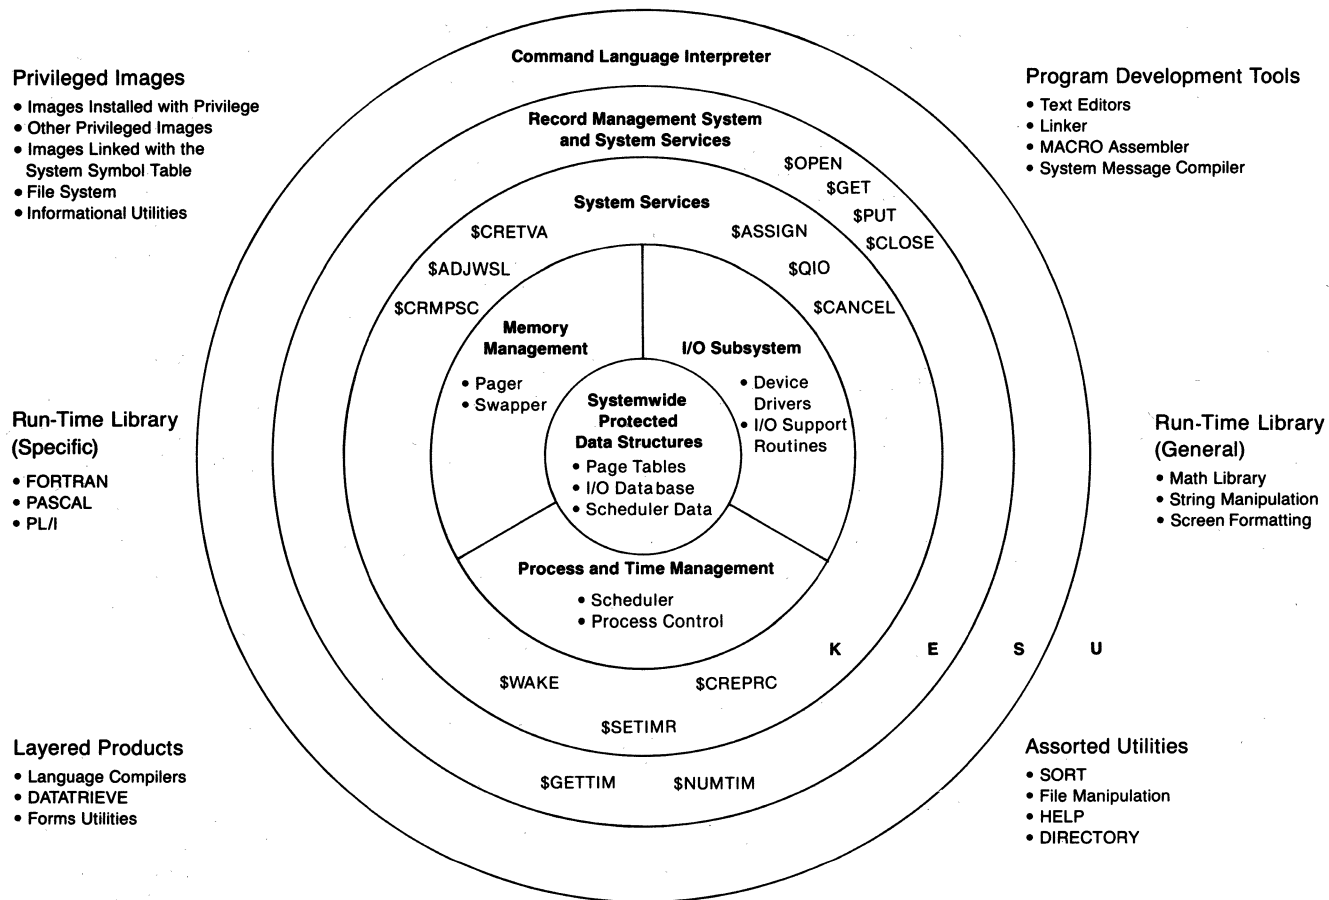 Command Language Interpreter
Privileged Images
• Images Installed with Privilege
• Other Privileged Images
• Images Linked with the
System Symbol Table
• File System
• Informational Utilities
Record Management System
and System Services
$OPEN
$GET
$PUT
$CLOSE
Program Development Tools
• Text Editors
• Linker
• MACRO Assembler
• System Message Compiler
System Services
$CRETVA
$ADJWSL
$CRMPSC
$ASSIGN
$QIO
$CANCEL
Memory
Management
• Pager
• Swapper
I/O Subsystem
• Device
Drivers
• I/O Support
Routines
Systemwide
Protected
Data Structures
• Page Tables
• I/O Database
• Scheduler Data
Run-Time Library
(Specific)
• FORTRAN
• PASCAL
• PL/I
Run-Time Library
(General)
• Math Library
• String Manipulation
• Screen Formatting
Process and Time Management
• Scheduler
• Process Control
K E S U
$WAKE
$CREPRC
$SETIMR
$GETTIM
$NUMTIM
Layered Products
• Language Compilers
• DATATRIEVE
• Forms Utilities
Assorted Utilities
• SORT
• File Manipulation
• HELP
• DIRECTORY